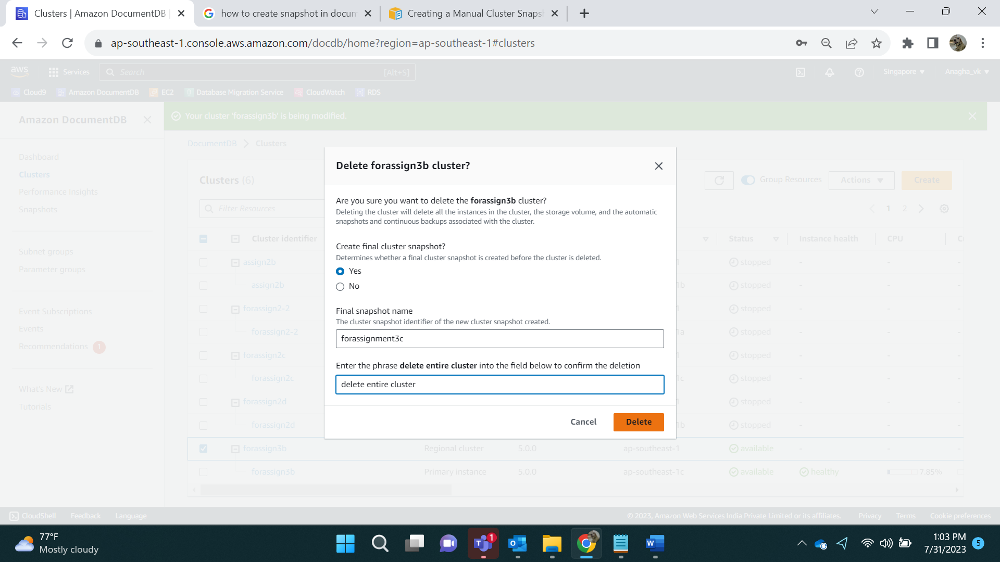 Clusters | Amazon DocumentDB
how to create snapshot in docum
Creating a Manual Cluster Snaps
ap-southeast-1.console.aws.amazon.com/docdb/home?region=ap-southeast-1#clusters
aws
Services
Search
[Alt+S]
Singapore
Anagha_vk
Cloud9
Amazon DocumentDB
EC2
Database Migration Service
CloudWatch
RDS
Amazon DocumentDB
Your cluster 'forassign3b' is being modified.
DocumentDB
Clusters
Dashboard
Clusters
Performance Insights
Snapshots
Subnet groups
Parameter groups
Event Subscriptions
Events
Recommendations 1
What's New
Tutorials
Clusters (6)
Group Resources
Actions
Create
Filter Resources
1 2
Cluster identifier
Status
Instance health
CPU
assign2b
stopped - - -
assign2b
1b stopped - - -
forassign2-2
stopped - - -
forassign2-2
1a stopped - - -
forassign2c
stopped - - -
forassign2c
1c stopped - - -
forassign2d
stopped - - -
forassign2d
1b stopped - - -
forassign3b Regional cluster 5.0.0 ap-southeast-1 available - - -
forassign3b Primary instance 5.0.0 ap-southeast-1c available healthy 7.85%
Delete forassign3b cluster?
Are you sure you want to delete the forassign3b cluster?
Deleting the cluster will delete all the instances in the cluster, the storage volume, and the automatic
snapshots and continuous backups associated with the cluster.
Create final cluster snapshot?
Determines whether a final cluster snapshot is created before the cluster is deleted.
Yes
No
Final snapshot name
The cluster snapshot identifier of the new cluster snapshot created.
forassignment3c
Enter the phrase delete entire cluster into the field below to confirm the deletion
delete entire cluster
Cancel
Delete
CloudShell
Feedback
Language
© 2023, Amazon Web Services India Private Limited or its affiliates.
Privacy
Terms
Cookie preferences
77°F
Mostly cloudy
1
1:03 PM
7/31/2023
5